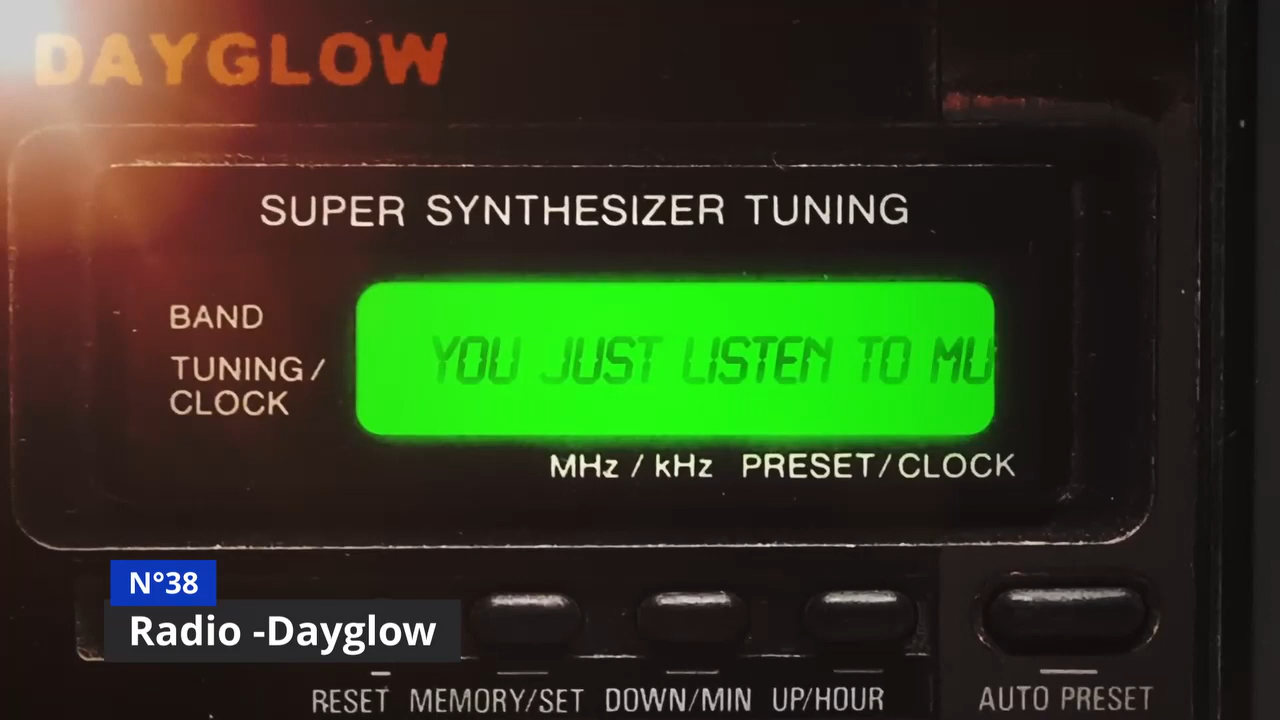 DAYGLOW
SUPER SYNTHESIZER TUNING
BAND
TUNING/
CLOCK
YOU JUST LISTEN TO MU
MHz / kHz PRESET/CLOCK
N°38
Radio -Dayglow
RESET MEMORY/SET DOWN/MIN UP/HOUR AUTO PRESET